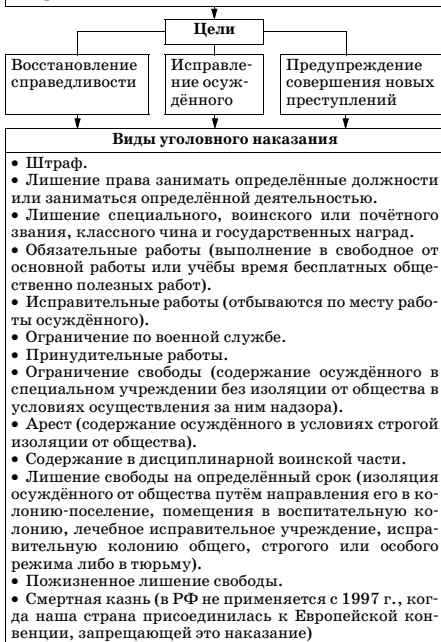 Цели
Восстановление
справедливости
Исправле-
ние осуж-
дённого
Предупреждение
совершения новых
преступлений
Виды уголовного наказания
• Штраф.
• Лишение права занимать определённые должности
или заниматься определённой деятельностью.
• Лишение специального, воинского или почётного
звания, классного чина и государственных наград.
• Обязательные работы (выполнение в свободное от
основной работы или учёбы время бесплатных обще-
ственно полезных работ).
• Исправительные работы (отбываются по месту рабо-
ты осуждённого).
• Ограничение по военной службе.
• Принудительные работы.
• Ограничение свободы (содержание осуждённого в
специальном учреждении без изоляции от общества в
условиях осуществления за ним надзора).
• Арест (содержание осуждённого в условиях строгой
изоляции от общества).
• Содержание в дисциплинарной воинской части.
• Лишение свободы на определённый срок (изоляция
осуждённого от общества путём направления его в ко-
лонию-поселение, помещения в воспитательную ко-
лонию, лечебное исправительное учреждение, испра-
вительную колонию общего, строгого или особого
режима либо в тюрьму).
• Пожизненное лишение свободы.
• Смертная казнь (в РФ не применяется с 1997 г., ког-
да наша страна присоединилась к Европейской кон-
венции, запрещающей это наказание)